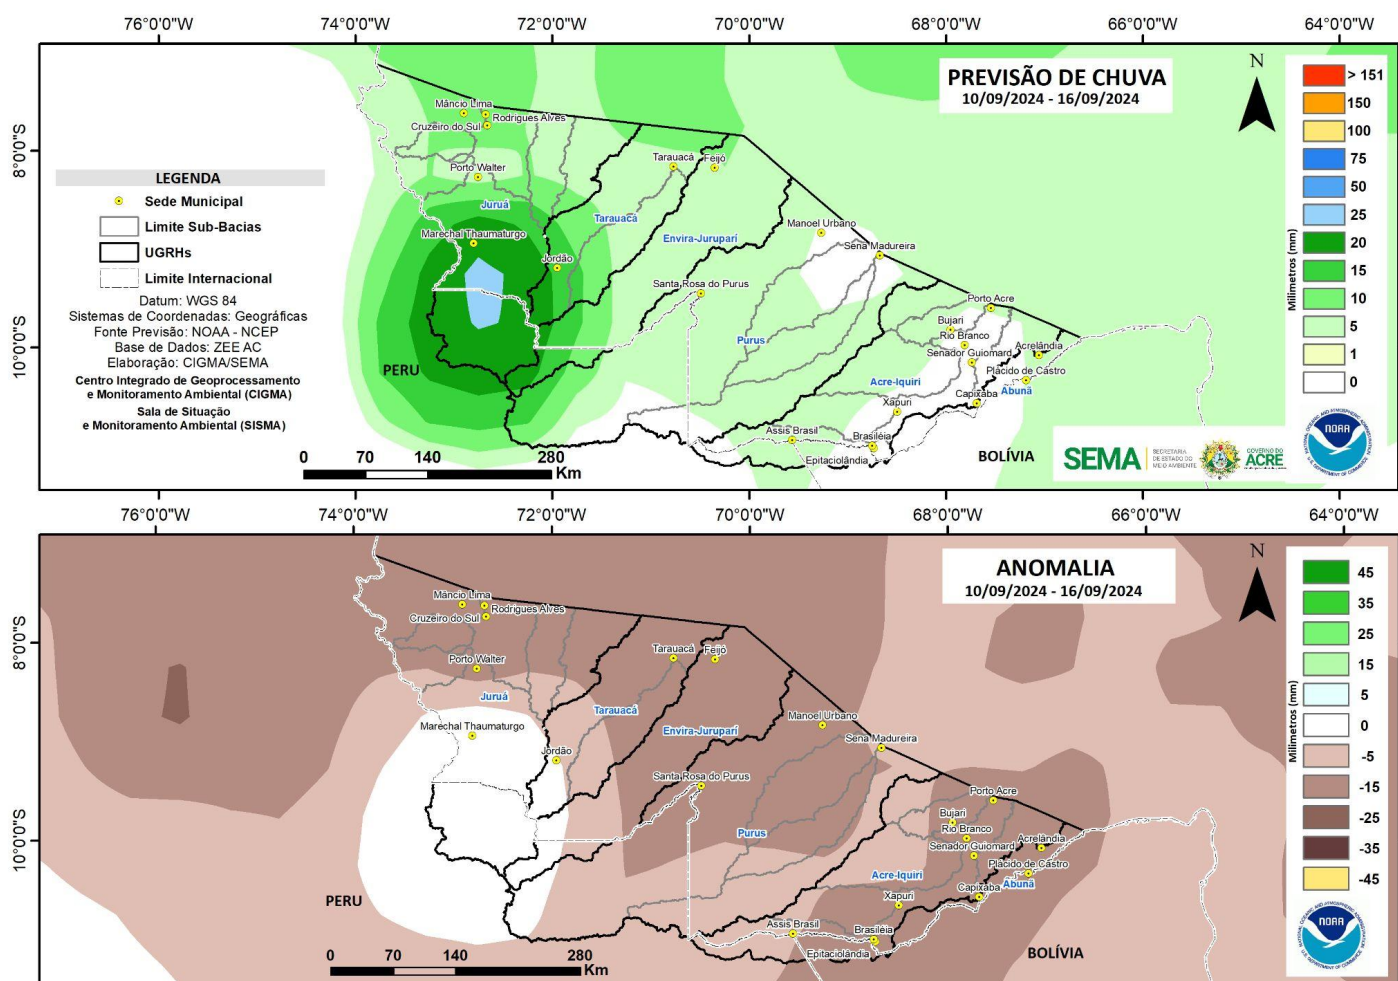 76°0'0"W 74°0'0"W 72°0'0"W 70°0'0"W 68°0'0"W 66°0'0"W 64°0'0"W
PREVISÃO DE CHUVA
10/09/2024 - 16/09/2024
N
8°0'0"S
10°0'0"S
LEGENDA
Sede Municipal
Limite Sub-Bacias
UGRHs
Limite Internacional
Datum: WGS 84
Sistemas de Coordenadas: Geográficas
Fonte Previsão: NOAA - NCEP
Base de Dados: ZEE AC
Elaboração: CIGMA/SEMA
Centro Integrado de Geoprocessamento
e Monitoramento Ambiental (CIGMA)
Sala de Situação
e Monitoramento Ambiental (SISMA)
Mâncio Lima
Rodrigues Alves
Cruzeiro do Sul
Porto Walter
Juruá
Marechal Thaumaturgo
Jordão
Tarauacá
Feijó
Tarauacá
Envira-Jurupari
Santa Rosa do Purus
Manoel Urbano
Sena Madureira
Purus
Porto Acre
Bujari
Rio Branco
Senador Guiomard
Acrelândia
Plácido de Castro
Acre-Iquiri
Abunã
Xapuri
Capixaba
Assis Brasil
Brasiléia
Epitaciolândia
PERU
BOLÍVIA
0 70 140 280
Km
Milímetros (mm)
> 151
150
100
75
50
25
20
15
10
5
1
0
SEMA
SECRETARIA
DE ESTADO DO
MEIO AMBIENTE
GOVERNO DO
ACRE
NOAA
76°0'0"W 74°0'0"W 72°0'0"W 70°0'0"W 68°0'0"W 66°0'0"W 64°0'0"W
ANOMALIA
10/09/2024 - 16/09/2024
N
8°0'0"S
10°0'0"S
Mâncio Lima
Rodrigues Alves
Cruzeiro do Sul
Porto Walter
Juruá
Marechal Thaumaturgo
Jordão
Tarauacá
Feijó
Tarauacá
Envira-Jurupari
Santa Rosa do Purus
Manoel Urbano
Sena Madureira
Purus
Porto Acre
Bujari
Rio Branco
Senador Guiomard
Acrelândia
Plácido de Castro
Acre-Iquiri
Abunã
Xapuri
Capixaba
Assis Brasil
Brasiléia
Epitaciolândia
PERU
BOLÍVIA
0 70 140 280
Km
Milímetros (mm)
45
35
25
15
5
0
-5
-15
-25
-35
-45
NOAA